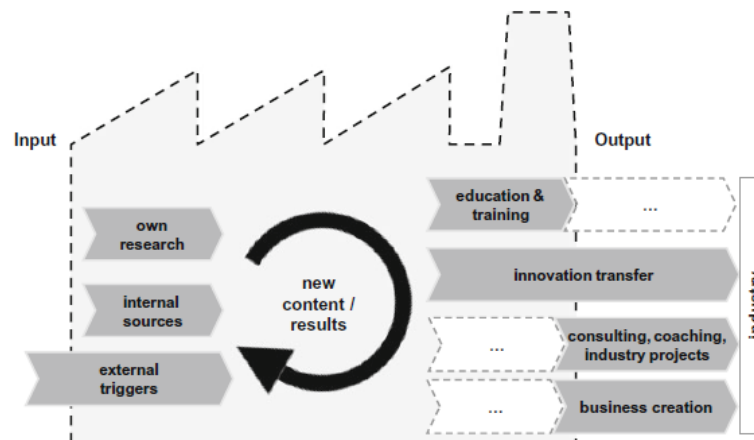 Input
Output
own
research
internal
sources
external
triggers
new
content /
results
education &
training
...
innovation transfer
...
consulting, coaching,
industry projects
...
business creation
industry